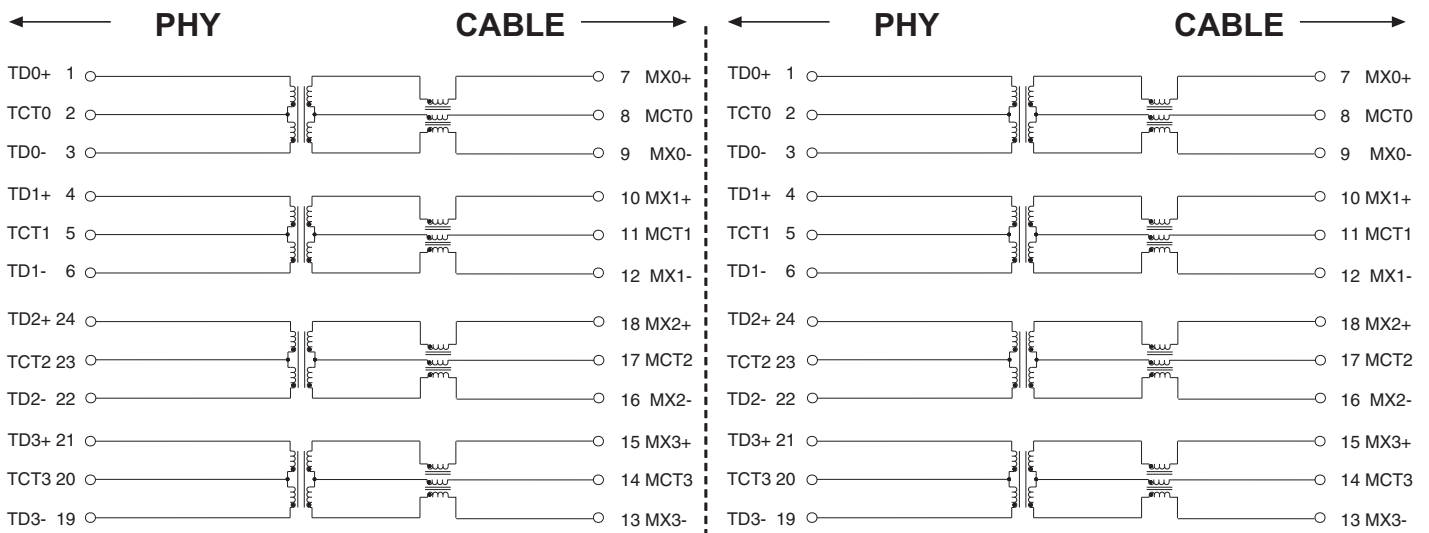 PHY CABLE PHY CABLE
TD0+ 1 7 MX0+ TD0+ 1 7 MX0+
TCT0 2 8 MCT0 TCT0 2 8 MCT0
TD0- 3 9 MX0- TD0- 3 9 MX0-
TD1+ 4 10 MX1+ TD1+ 4 10 MX1+
TCT1 5 11 MCT1 TCT1 5 11 MCT1
TD1- 6 12 MX1- TD1- 6 12 MX1-
TD2+ 24 18 MX2+ TD2+ 24 18 MX2+
TCT2 23 17 MCT2 TCT2 23 17 MCT2
TD2- 22 16 MX2- TD2- 22 16 MX2-
TD3+ 21 15 MX3+ TD3+ 21 15 MX3+
TCT3 20 14 MCT3 TCT3 20 14 MCT3
TD3- 19 13 MX3- TD3- 19 13 MX3-